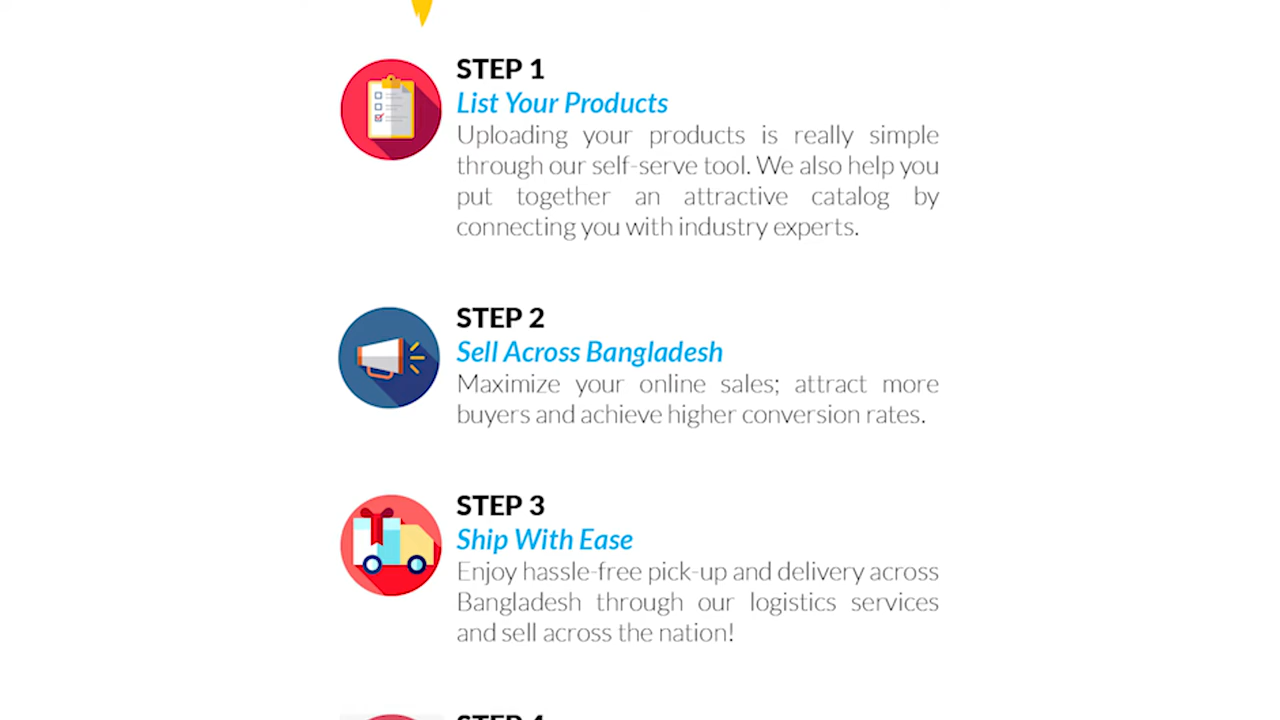 STEP 1
List Your Products
Uploading your products is really simple
through our self-serve tool. We also help you
put together an attractive catalog by
connecting you with industry experts.
STEP 2
Sell Across Bangladesh
Maximize your online sales; attract more
buyers and achieve higher conversion rates.
STEP 3
Ship With Ease
Enjoy hassle-free pick-up and delivery across
Bangladesh through our logistics services
and sell across the nation!
STEP 4